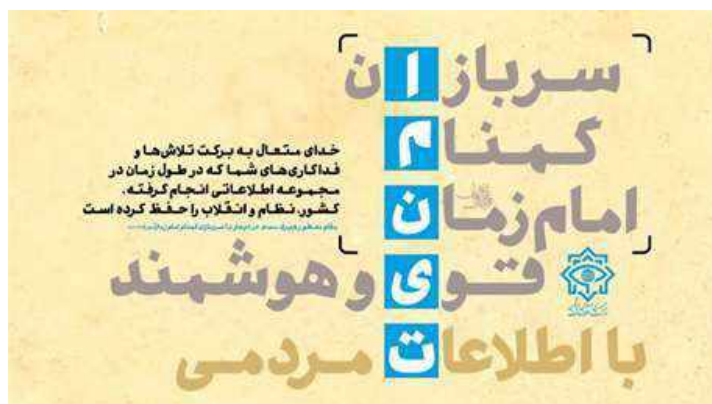 سربازان
گمنام
امام زمان
قوی و هوشمند
با اطلاعات مردمی
خدای متعال به برکت تلاش‌ها و
فداکاری‌های شما که در طول زمان در
مجموعه اطلاعاتی انجام گرفته،
کشور، نظام و انقلاب را حفظ کرده است